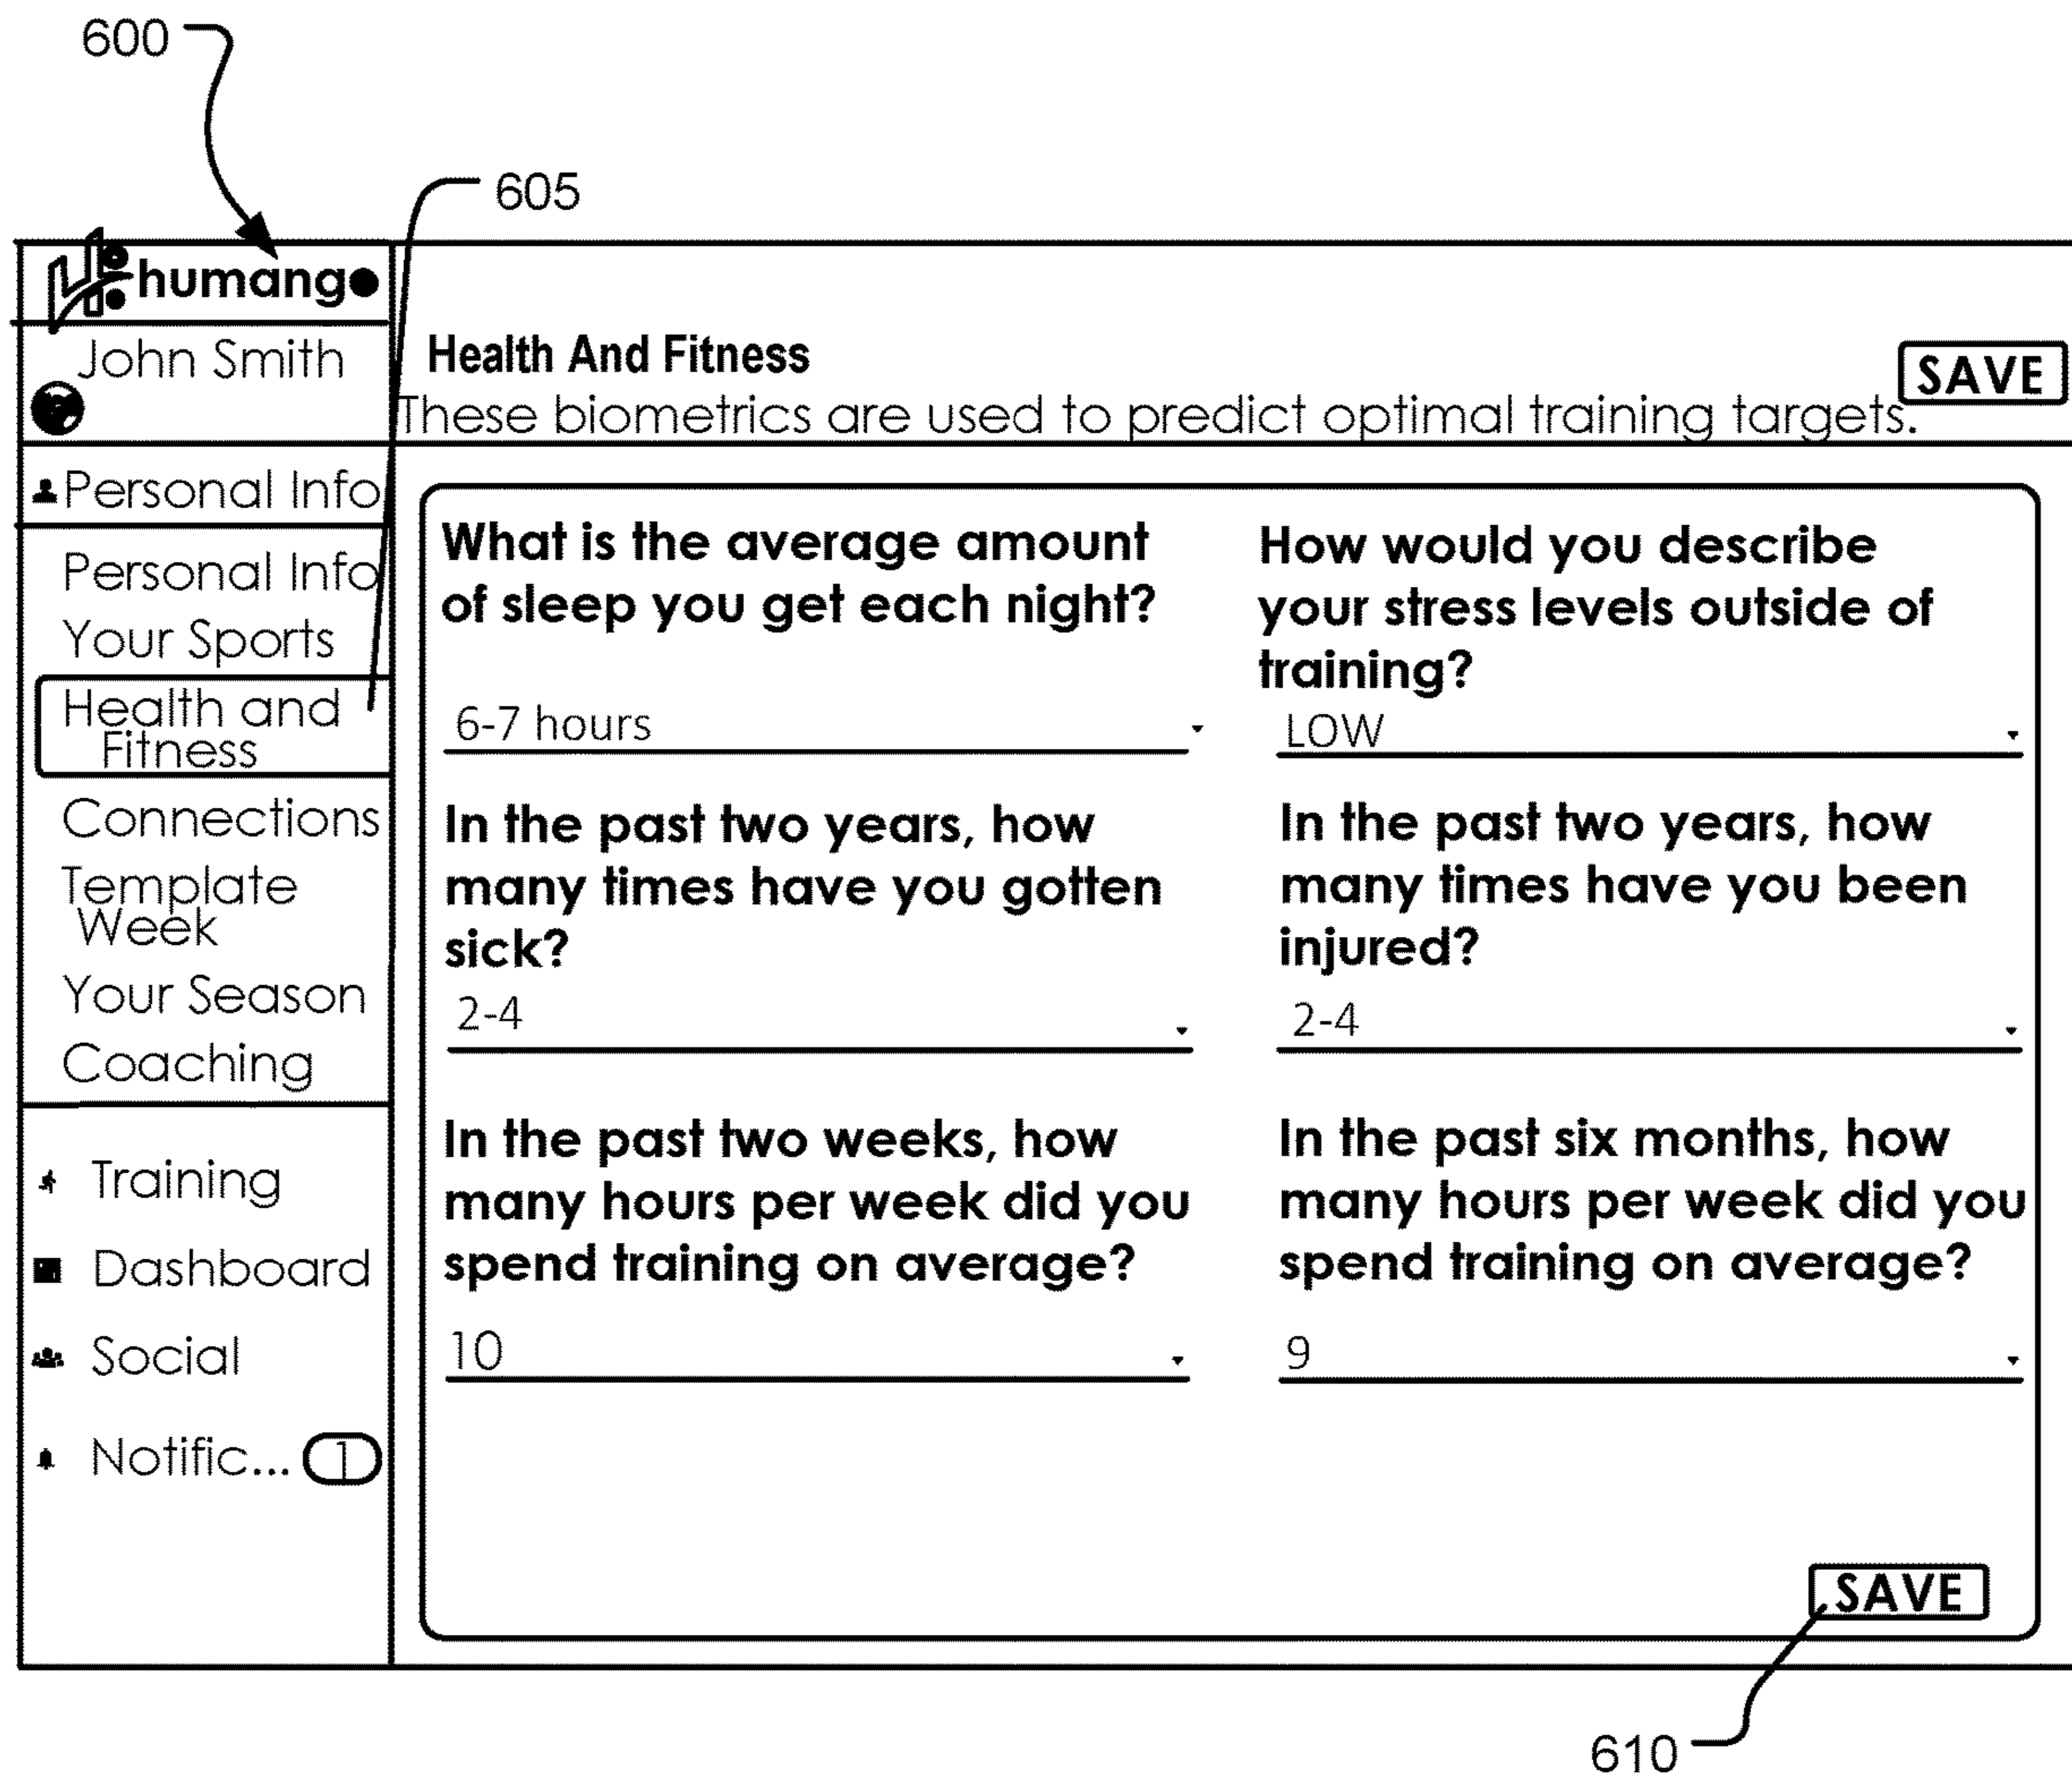 600
605
humango
John Smith
Health And Fitness
SAVE
These biometrics are used to predict optimal training targets.
Personal Info
Personal Info
Your Sports
Health and
Fitness
Connections
Template
Week
Your Season
Coaching
Training
Dashboard
Social
Notific... 1
What is the average amount
of sleep you get each night?
6-7 hours
How would you describe
your stress levels outside of
training?
LOW
In the past two years, how
many times have you gotten
sick?
2-4
In the past two years, how
many times have you been
injured?
2-4
In the past two weeks, how
many hours per week did you
spend training on average?
10
In the past six months, how
many hours per week did you
spend training on average?
9
SAVE
610